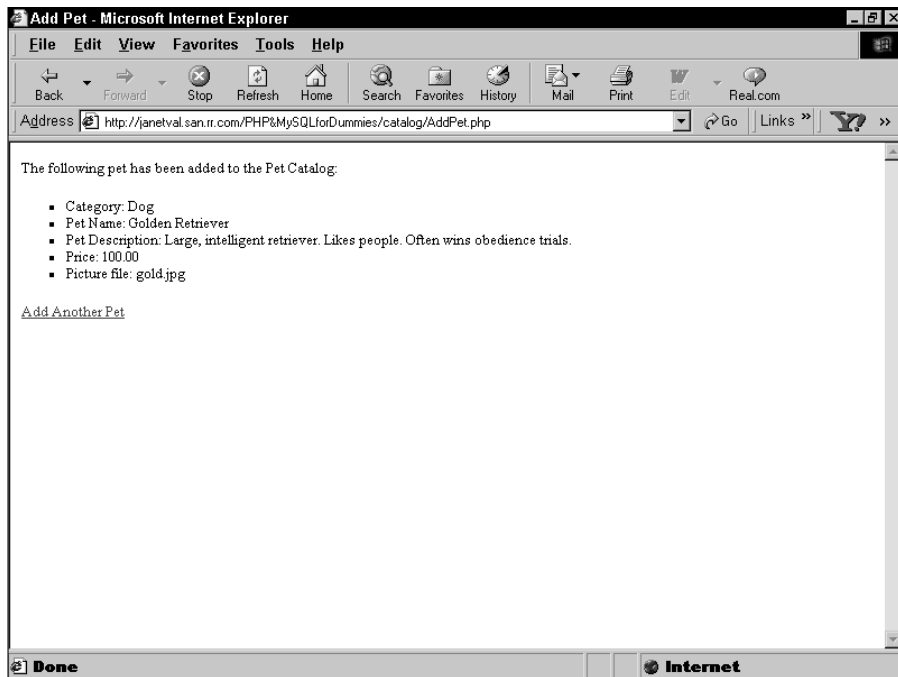 Add Pet - Microsoft Internet Explorer
File Edit View Favorites Tools Help
Back Forward Stop Refresh Home Search Favorites History Mail Print Edit Real.com
Address http://janetval.san.rr.com/PHP&MySQLforDummies/catalog/AddPet.php Go Links » Y? »
The following pet has been added to the Pet Catalog:
▪ Category: Dog
▪ Pet Name: Golden Retriever
▪ Pet Description: Large, intelligent retriever. Likes people. Often wins obedience trials.
▪ Price: 100.00
▪ Picture file: gold.jpg
Add Another Pet
Done Internet